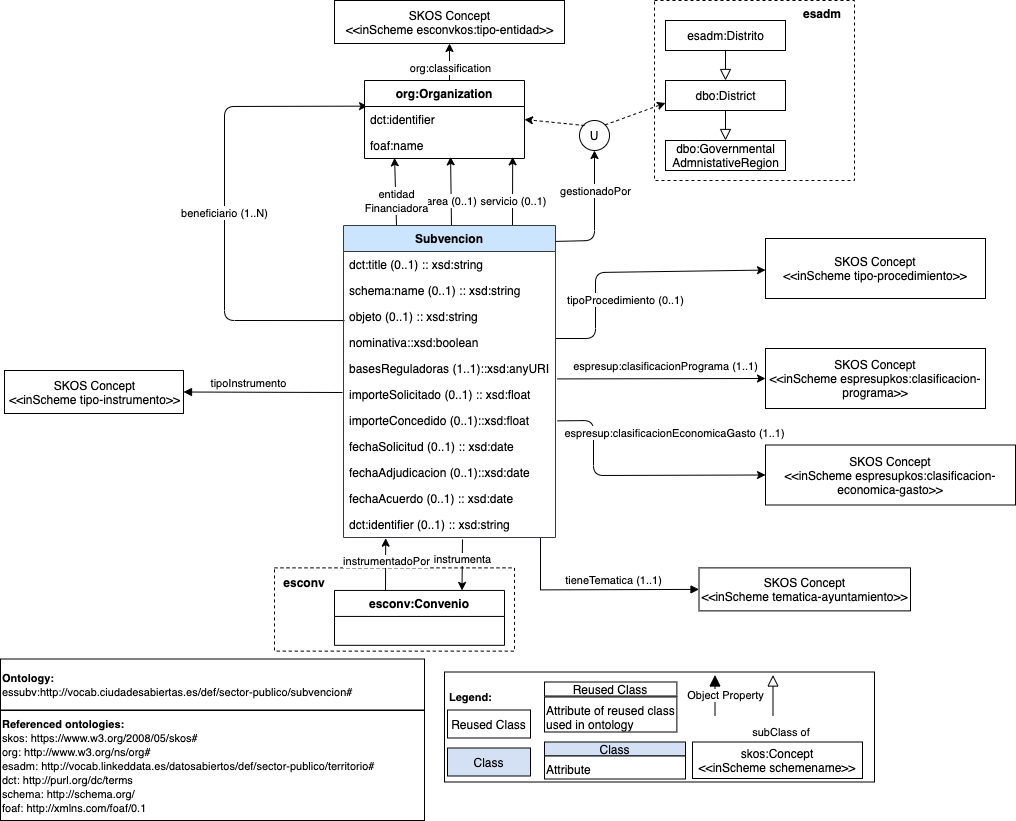 SKOS Concept
<<inScheme esconvkos:tipo-entidad>>
esadm
esadm:Distrito
org:classification
org:Organization
dct:identifier
foaf:name
dbo:District
U
dbo:Governmental
AdmnistativeRegion
entidad
Financiadora
area (0..1)
servicio (0..1)
gestionadoPor
beneficiario (1..N)
Subvencion
dct:title (0..1) :: xsd:string
schema:name (0..1) :: xsd:string
objeto (0..1) :: xsd:string
nominativa::xsd:boolean
basesReguladoras (1..1)::xsd:anyURI
importeSolicitado (0..1) :: xsd:float
importeConcedido (0..1)::xsd:float
fechaSolicitud (0..1) :: xsd:date
fechaAdjudicacion (0..1)::xsd:date
fechaAcuerdo (0..1) :: xsd:date
dct:identifier (0..1) :: xsd:string
SKOS Concept
<<inScheme tipo-procedimiento>>
tipoProcedimiento (0..1)
espresup:clasificacionPrograma (1..1)
SKOS Concept
<<inScheme espresupkos:clasificacion-
programa>>
tipoInstrumento
SKOS Concept
<<inScheme tipo-instrumento>>
espresup:clasificacionEconomicaGasto (1..1)
SKOS Concept
<<inScheme espresupkos:clasificacion-
economica-gasto>>
instrumentadoPor
instrumenta
esconv
esconv:Convenio
tieneTematica (1..1)
SKOS Concept
<<inScheme tematica-ayuntamiento>>
Ontology:
essubv:http://vocab.ciudadesabiertas.es/def/sector-publico/subvencion#
Referenced ontologies:
skos: https://www.w3.org/2008/05/skos#
org: http://www.w3.org/ns/org#
esadm: http://vocab.linkeddata.es/datosabiertos/def/sector-publico/territorio#
dct: http://purl.org/dc/terms
schema: http://schema.org/
foaf: http://xmlns.com/foaf/0.1
Legend:
Reused Class
Class
Reused Class
Attribute of reused class
used in ontology
Class
Attribute
Object Property
subClass of
skos:Concept
<<inScheme schemename>>